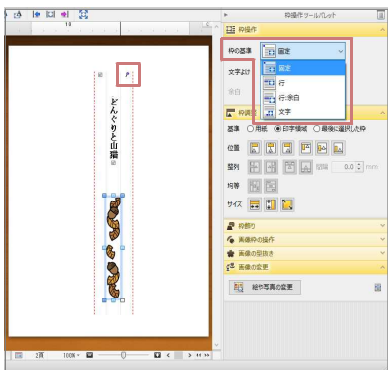 枠操作ツールパレット
枠操作
枠の基準
固定
文字よけ
余白
固定
行
行:余白
文字
基準 用紙 印字領域 最後に選択した枠
位置
整列 間隔 0.0 mm
均等
サイズ
枠飾り
画像枠の操作
画像の型抜き
画像の変更
絵や写真の変更
どんぐりと山猫
2頁 100%